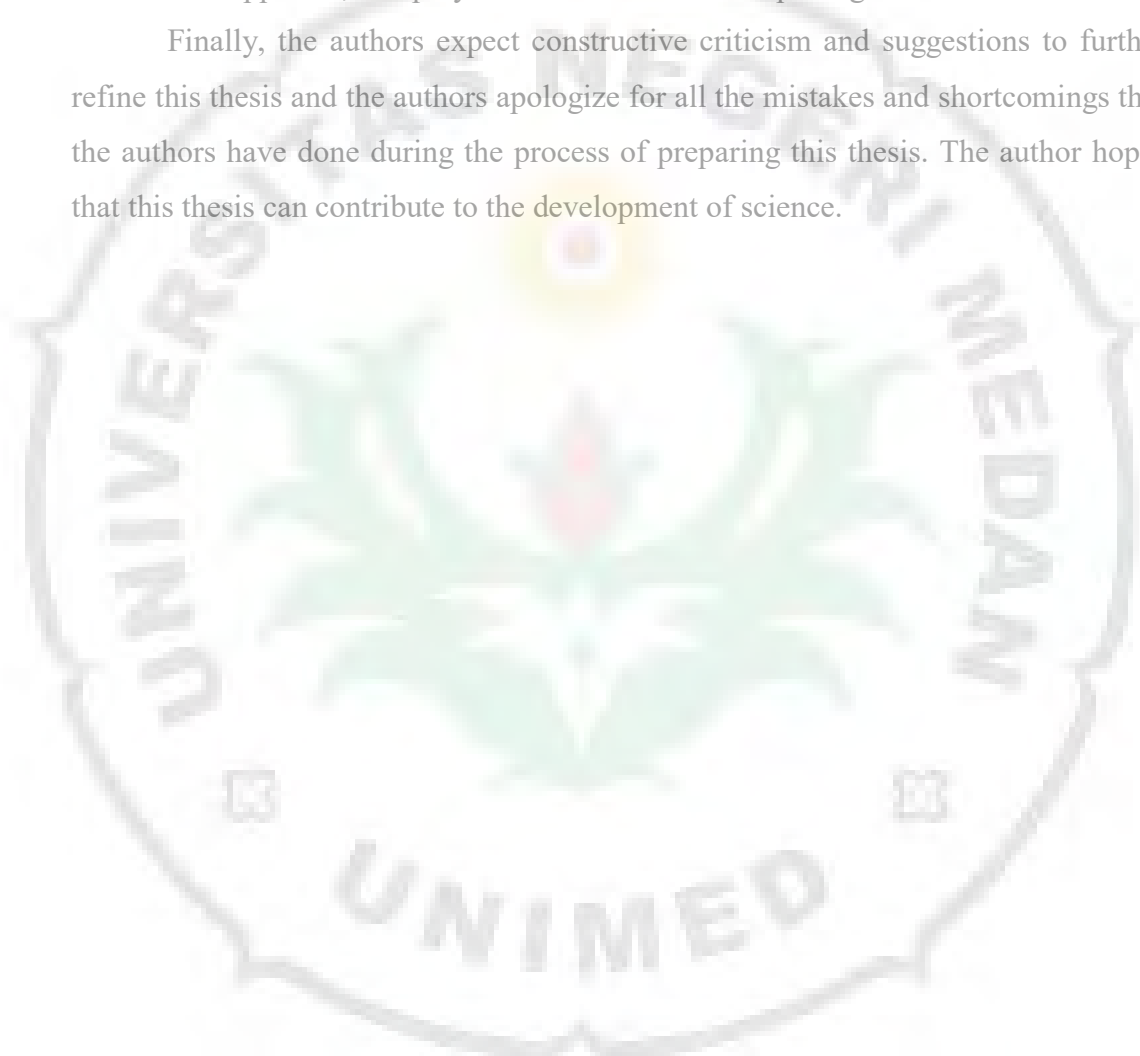 Finally, the authors expect constructive criticism and suggestions to furth
refine this thesis and the authors apologize for all the mistakes and shortcomings th
the authors have done during the process of preparing this thesis. The author hop
that this thesis can contribute to the development of science.
UNIVERSITAS NEGERI MEDAN
UNIMED